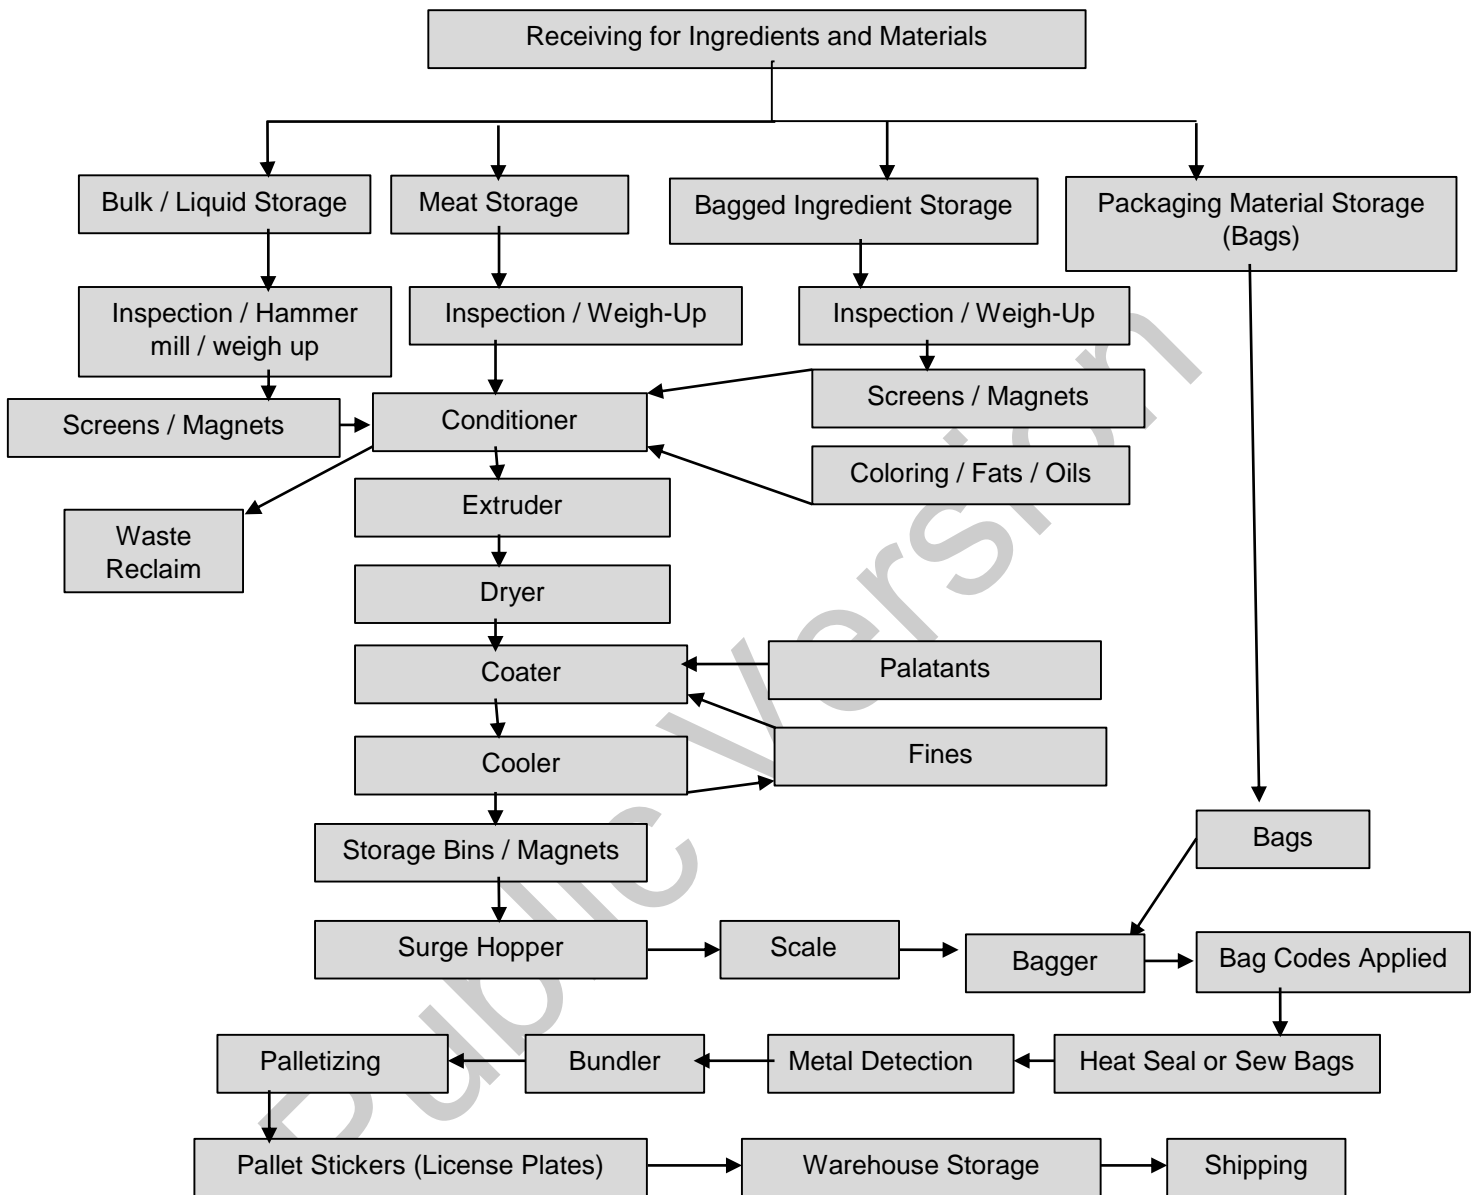 Receiving for Ingredients and Materials
Bulk / Liquid Storage
Meat Storage
Bagged Ingredient Storage
Packaging Material Storage
(Bags)
Inspection / Hammer
mill / weigh up
Inspection / Weigh-Up
Inspection / Weigh-Up
Screens / Magnets
Conditioner
Screens / Magnets
Coloring / Fats / Oils
Extruder
Waste
Reclaim
Dryer
Coater
Palatants
Cooler
Fines
Storage Bins / Magnets
Bags
Surge Hopper
Scale
Bagger
Bag Codes Applied
Palletizing
Bundler
Metal Detection
Heat Seal or Sew Bags
Pallet Stickers (License Plates)
Warehouse Storage
Shipping
Public Version